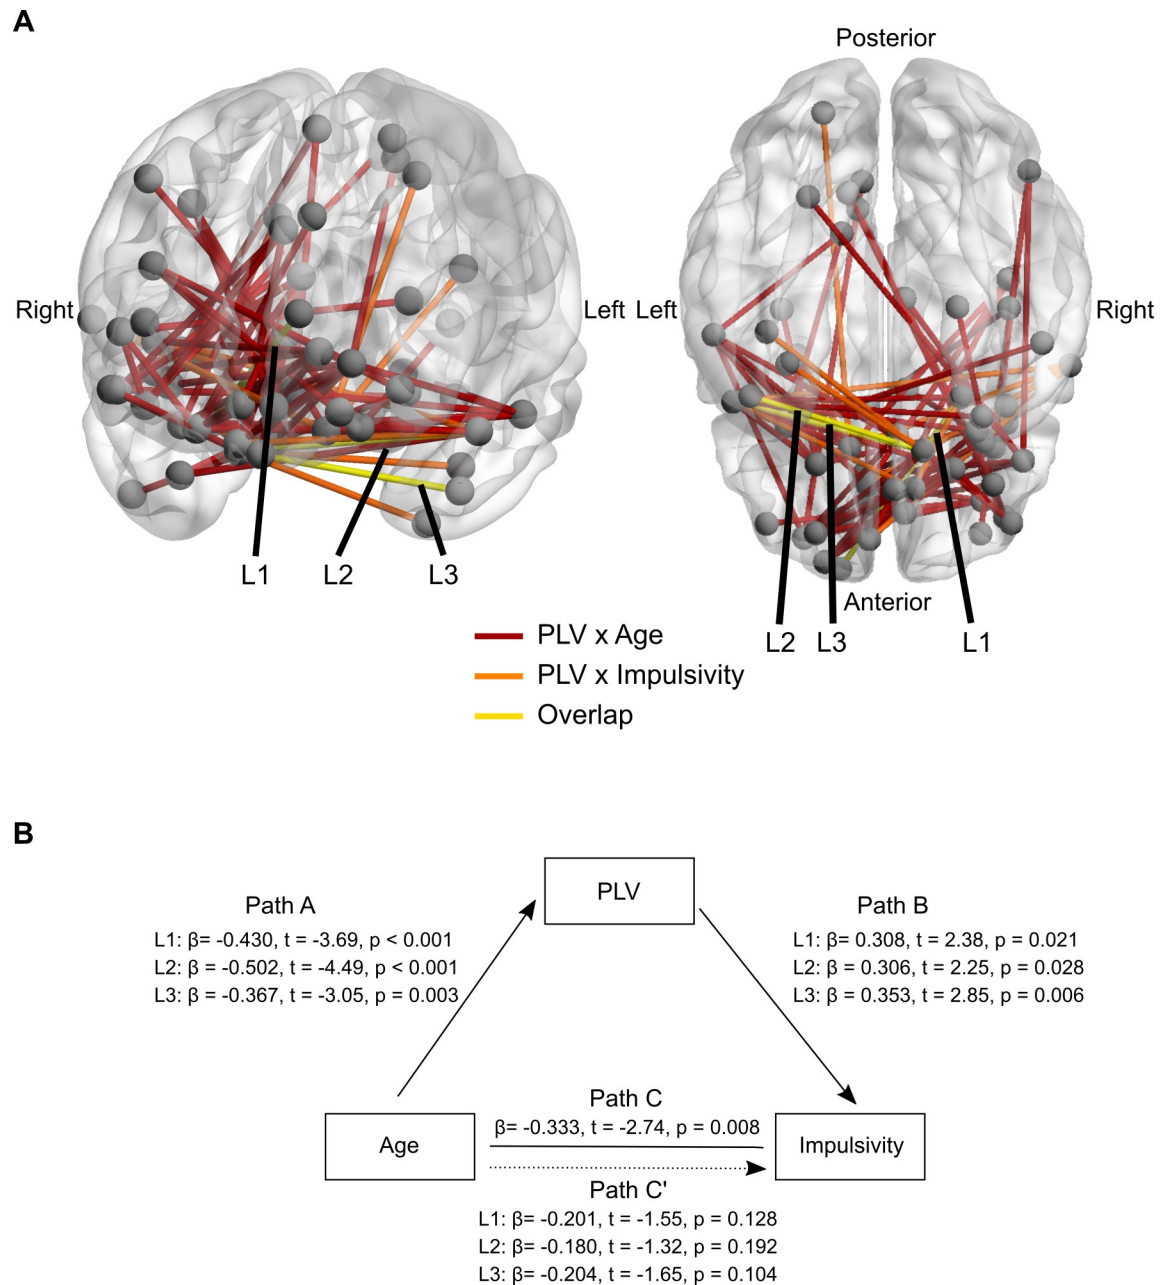 A
Posterior
Right
Left
Left
Right
Anterior
L1
L2
L3
L2
L3
L1
PLV x Age
PLV x Impulsivity
Overlap
B
PLV
Path A
L1: β= -0.430, t = -3.69, p < 0.001
L2: β = -0.502, t = -4.49, p < 0.001
L3: β = -0.367, t = -3.05, p = 0.003
Path B
L1: β= 0.308, t = 2.38, p = 0.021
L2: β = 0.306, t = 2.25, p = 0.028
L3: β = 0.353, t = 2.85, p = 0.006
Path C
β= -0.333, t = -2.74, p = 0.008
Age
Impulsivity
Path C'
L1: β= -0.201, t = -1.55, p = 0.128
L2: β= -0.180, t = -1.32, p = 0.192
L3: β= -0.204, t = -1.65, p = 0.104